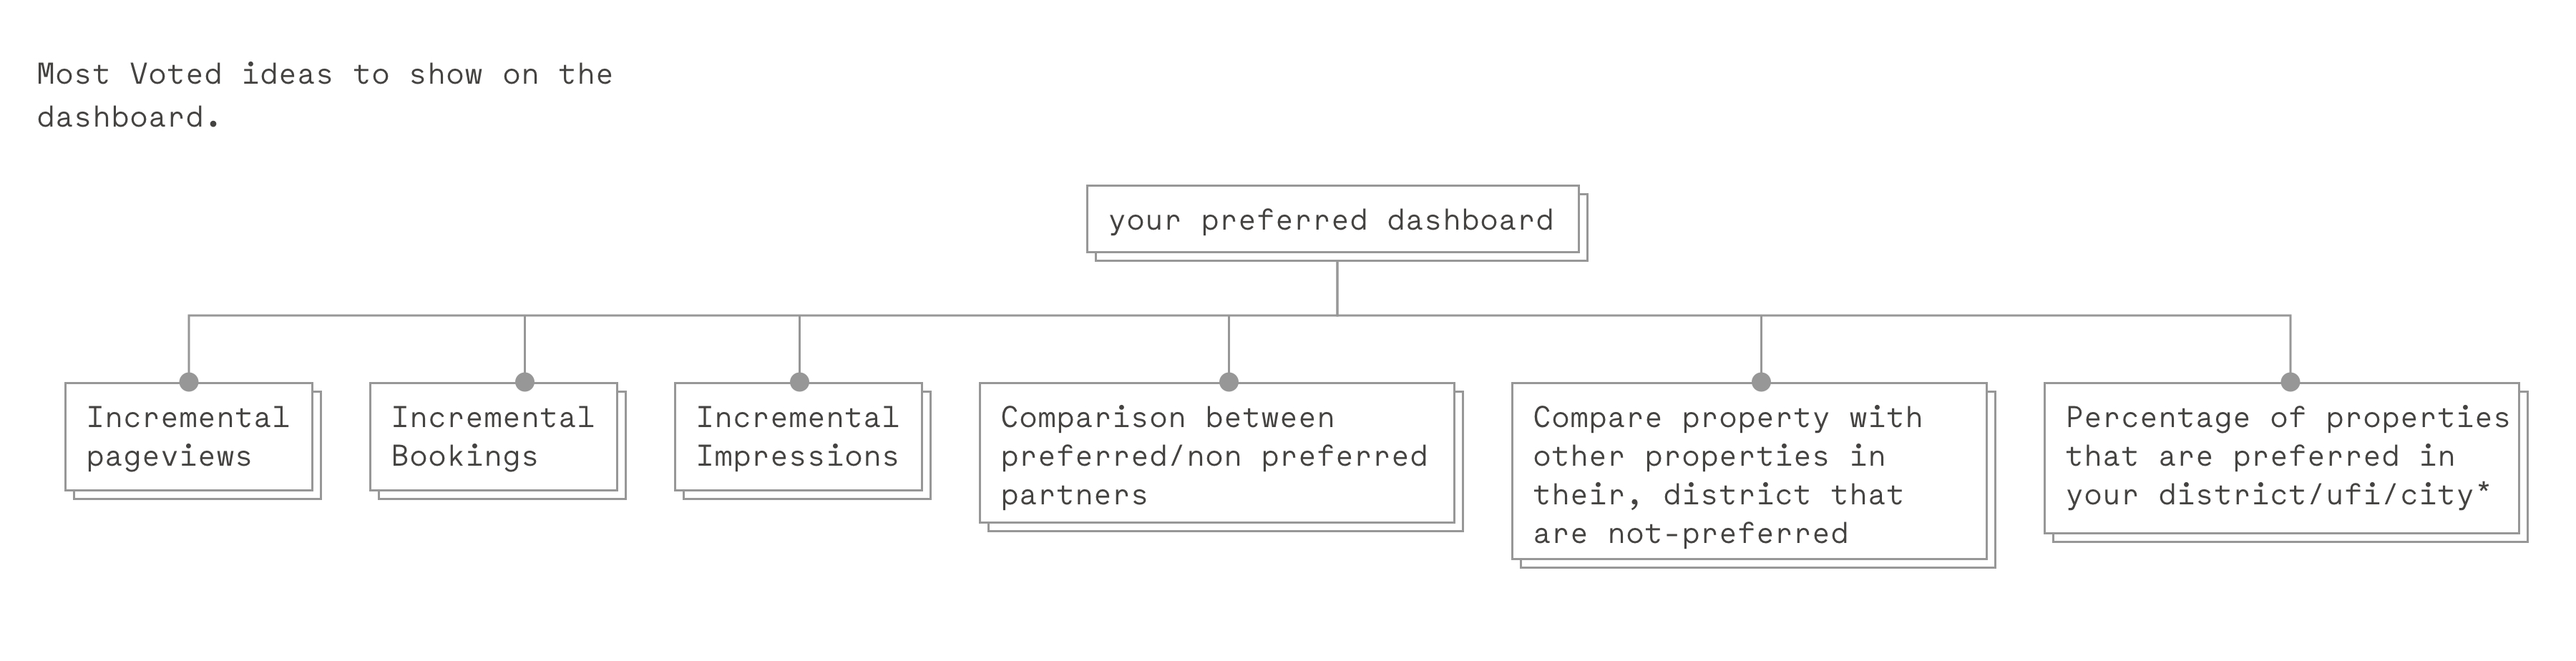 Most Voted ideas to show on the
dashboard.
your preferred dashboard
Incremental
pageviews
Incremental
Bookings
Incremental
Impressions
Comparison between
preferred/non preferred
partners
Compare property with
other properties in
their, district that
are not-preferred
Percentage of properties
that are preferred in
your district/ufi/city*